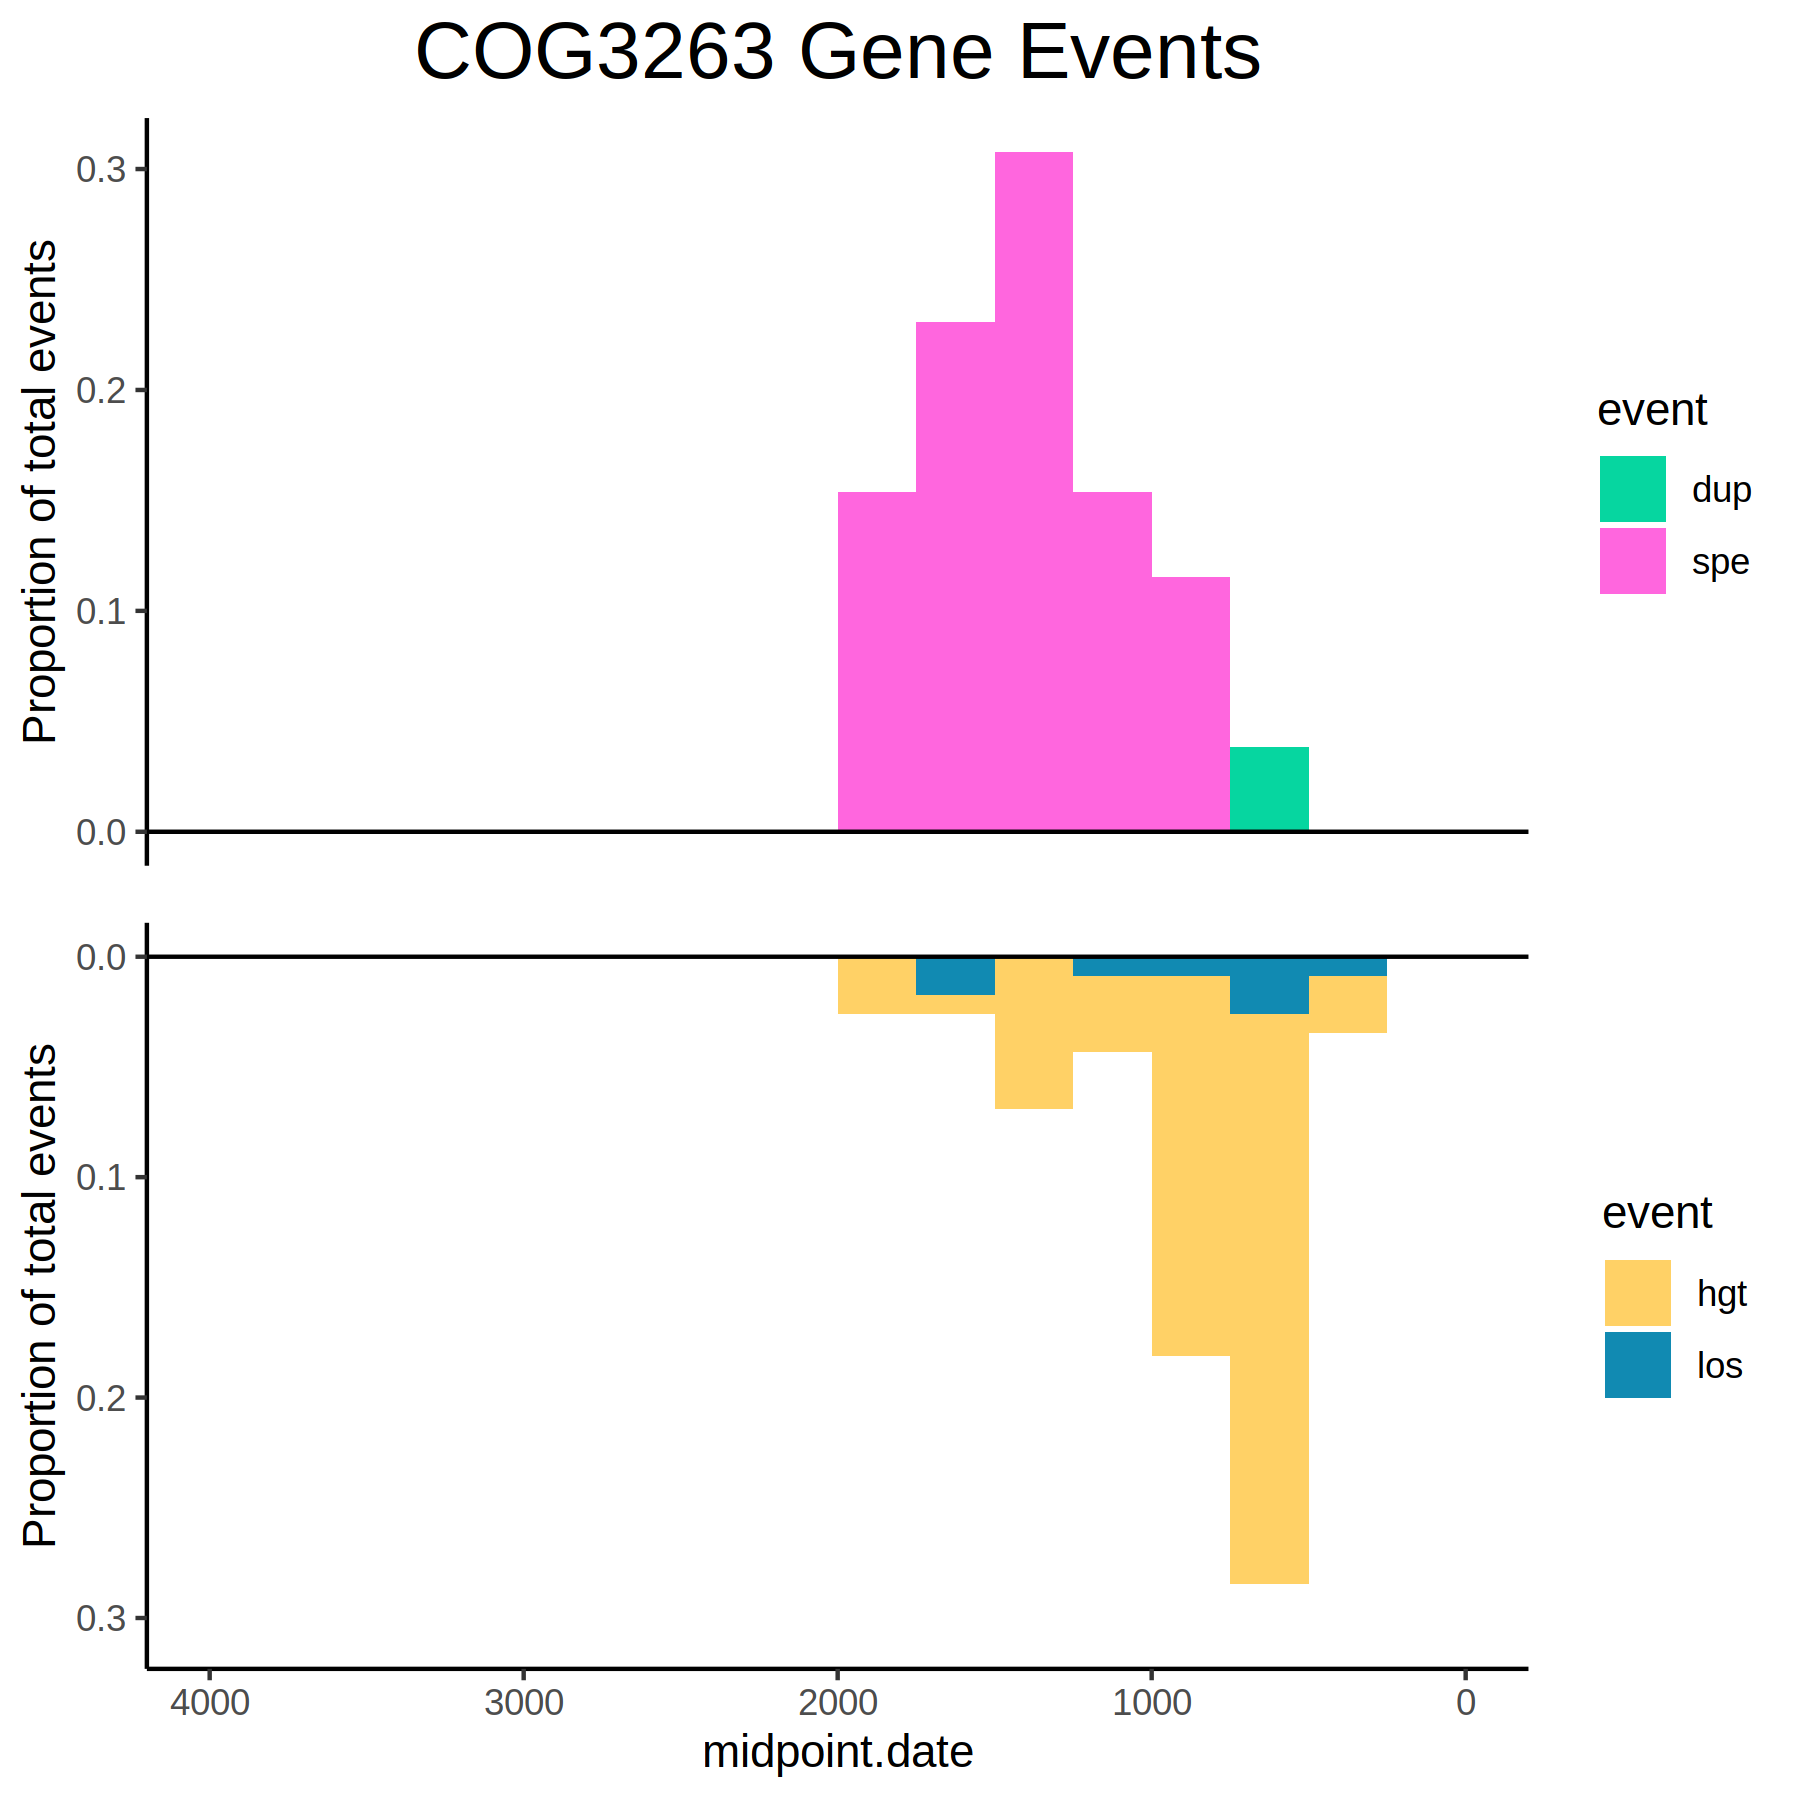 COG3263 Gene Events
Proportion of total events
0.3
0.2
0.1
0.0
event
dup
spe
Proportion of total events
0.0
0.1
0.2
0.3
event
hgt
los
4000 3000 2000 1000 0
midpoint.date